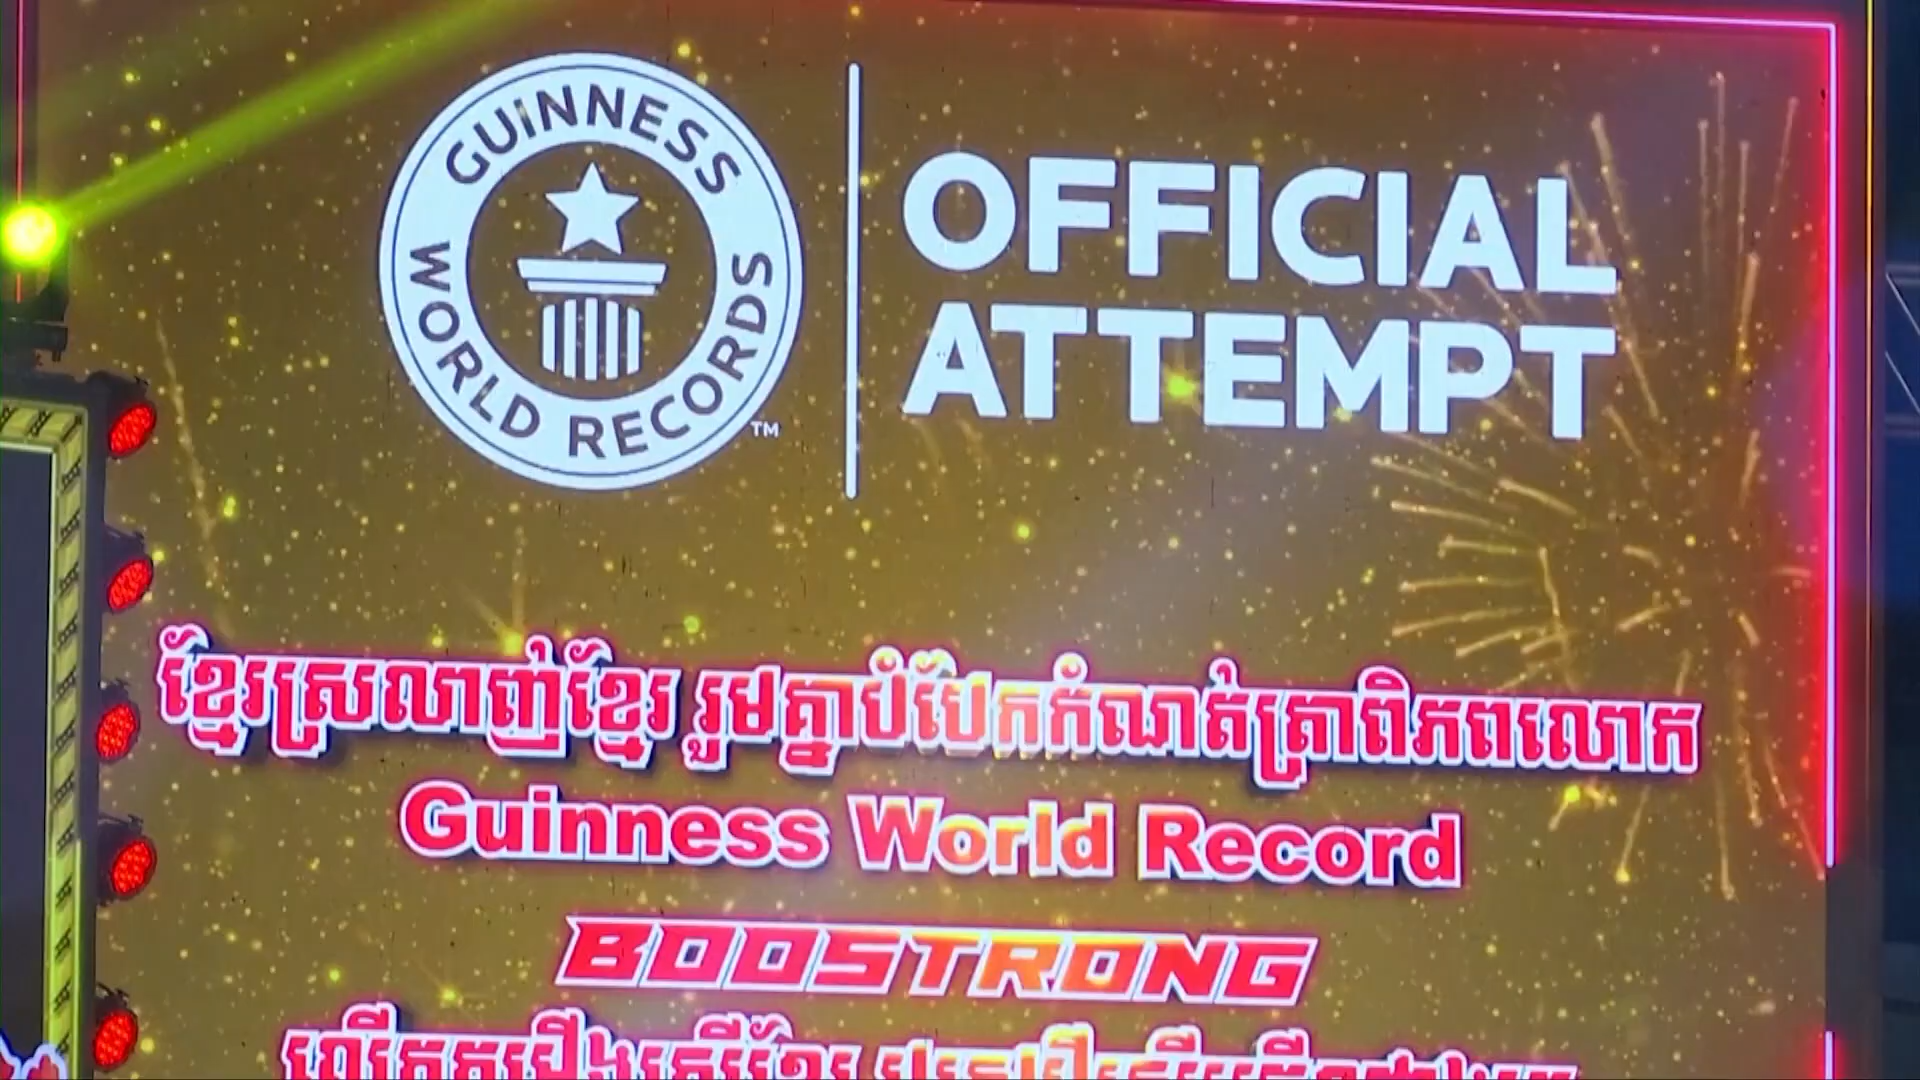 GUINNESS
WORLD RECORDS
TM
OFFICIAL
ATTEMPT
ខ្មែរស្រលាញ់ខ្មែរ រួមគ្នាបំបែកកំណត់ត្រាពិភពលោក
Guinness World Record
BOOSTRONG